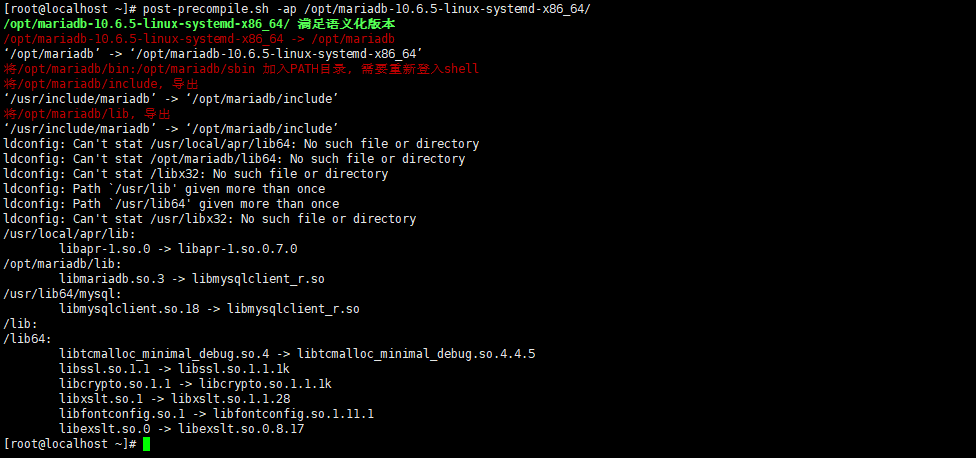 [root@localhost ~]# post-precompile.sh -ap /opt/mariadb-10.6.5-linux-systemd-x86_64/
/opt/mariadb-10.6.5-linux-systemd-x86_64/ 满足语义化版本
/opt/mariadb-10.6.5-linux-systemd-x86_64 -> /opt/mariadb
‘/opt/mariadb’ -> ‘/opt/mariadb-10.6.5-linux-systemd-x86_64’
将/opt/mariadb/bin:/opt/mariadb/sbin 加入PATH目录, 需要重新登入shell
将/opt/mariadb/include, 导出
‘/usr/include/mariadb’ -> ‘/opt/mariadb/include’
将/opt/mariadb/lib, 导出
‘/usr/include/mariadb’ -> ‘/opt/mariadb/include’
ldconfig: Can't stat /usr/local/apr/lib64: No such file or directory
ldconfig: Can't stat /opt/mariadb/lib64: No such file or directory
ldconfig: Can't stat /libx32: No such file or directory
ldconfig: Path `/usr/lib' given more than once
ldconfig: Path `/usr/lib64' given more than once
ldconfig: Can't stat /usr/libx32: No such file or directory
/usr/local/apr/lib:
libapr-1.so.0 -> libapr-1.so.0.7.0
/opt/mariadb/lib:
libmariadb.so.3 -> libmysqlclient_r.so
/usr/lib64/mysql:
libmysqlclient.so.18 -> libmysqlclient_r.so
/lib:
/lib64:
libtcmalloc_minimal_debug.so.4 -> libtcmalloc_minimal_debug.so.4.4.5
libssl.so.1.1 -> libssl.so.1.1.1k
libcrypto.so.1.1 -> libcrypto.so.1.1.1k
libxslt.so.1 -> libxslt.so.1.1.28
libfontconfig.so.1 -> libfontconfig.so.1.11.1
libexslt.so.0 -> libexslt.so.0.8.17
[root@localhost ~]#